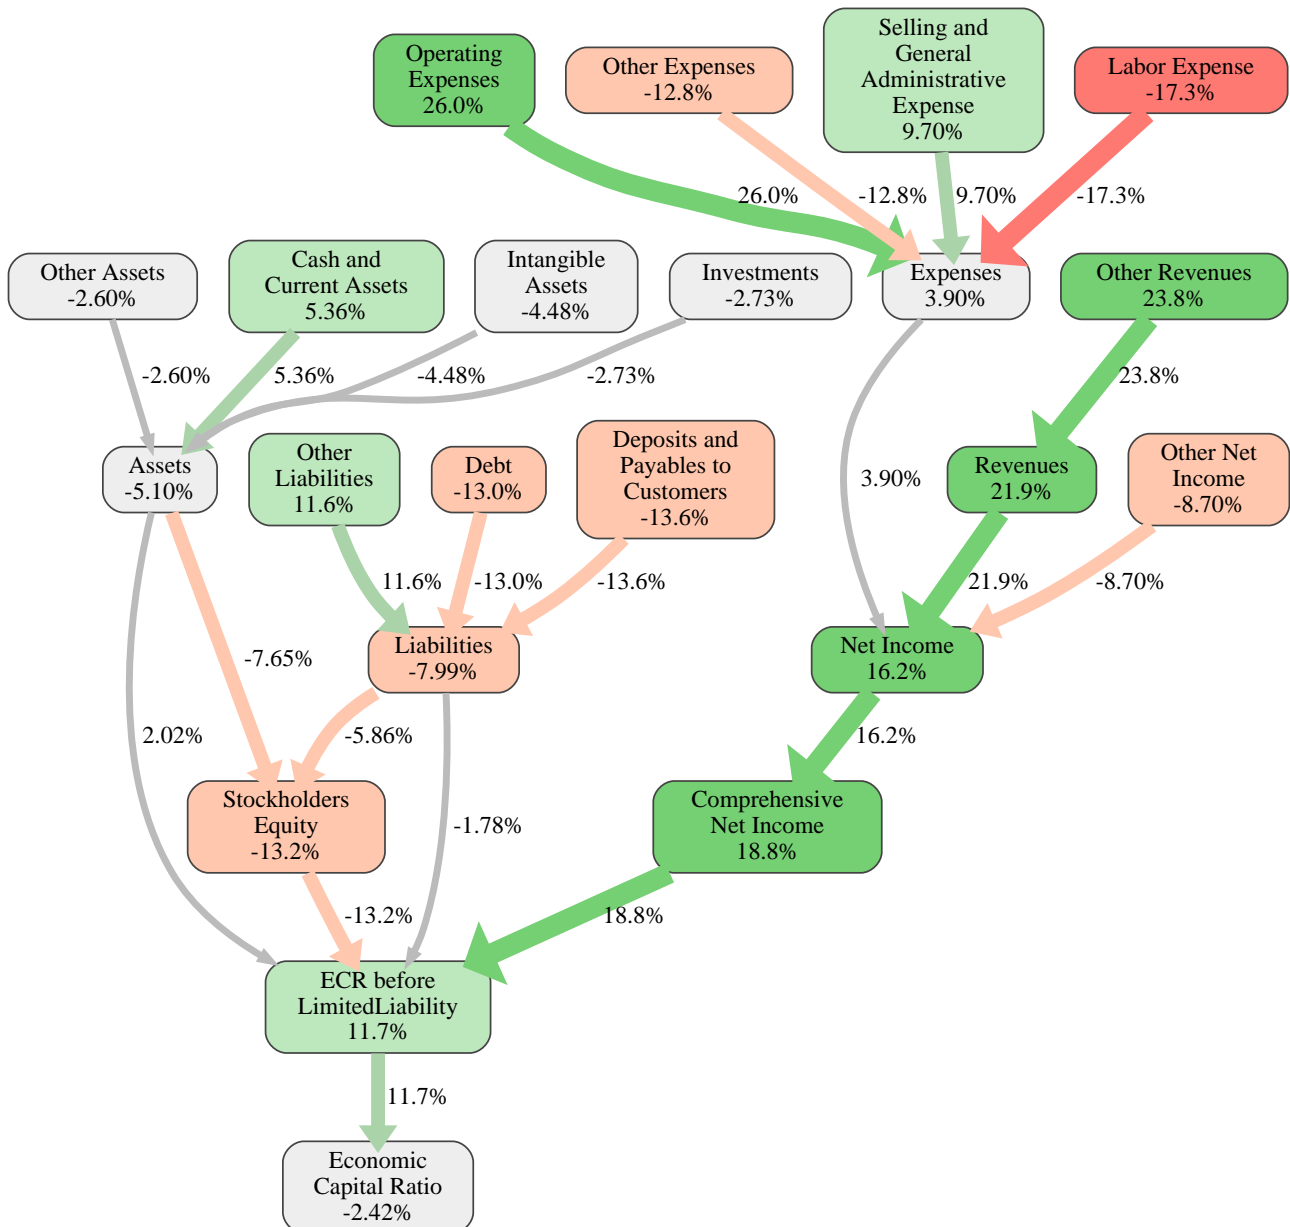 Operating
Expenses
26.0%
Other Expenses
-12.8%
Selling and
General
Administrative
Expense
9.70%
Labor Expense
-17.3%
26.0%
-12.8%
9.70%
-17.3%
Other Assets
-2.60%
Cash and
Current Assets
5.36%
Intangible
Assets
-4.48%
Investments
-2.73%
Expenses
3.90%
Other Revenues
23.8%
-2.60%
5.36%
-4.48%
-2.73%
23.8%
Assets
-5.10%
Other
Liabilities
11.6%
Debt
-13.0%
Deposits and
Payables to
Customers
-13.6%
3.90%
Revenues
21.9%
Other Net
Income
-8.70%
11.6%
-13.0%
-13.6%
21.9%
-8.70%
-7.65%
Liabilities
-7.99%
Net Income
16.2%
2.02%
-5.86%
16.2%
Stockholders
Equity
-13.2%
-1.78%
Comprehensive
Net Income
18.8%
-13.2%
18.8%
ECR before
LimitedLiability
11.7%
11.7%
Economic
Capital Ratio
-2.42%